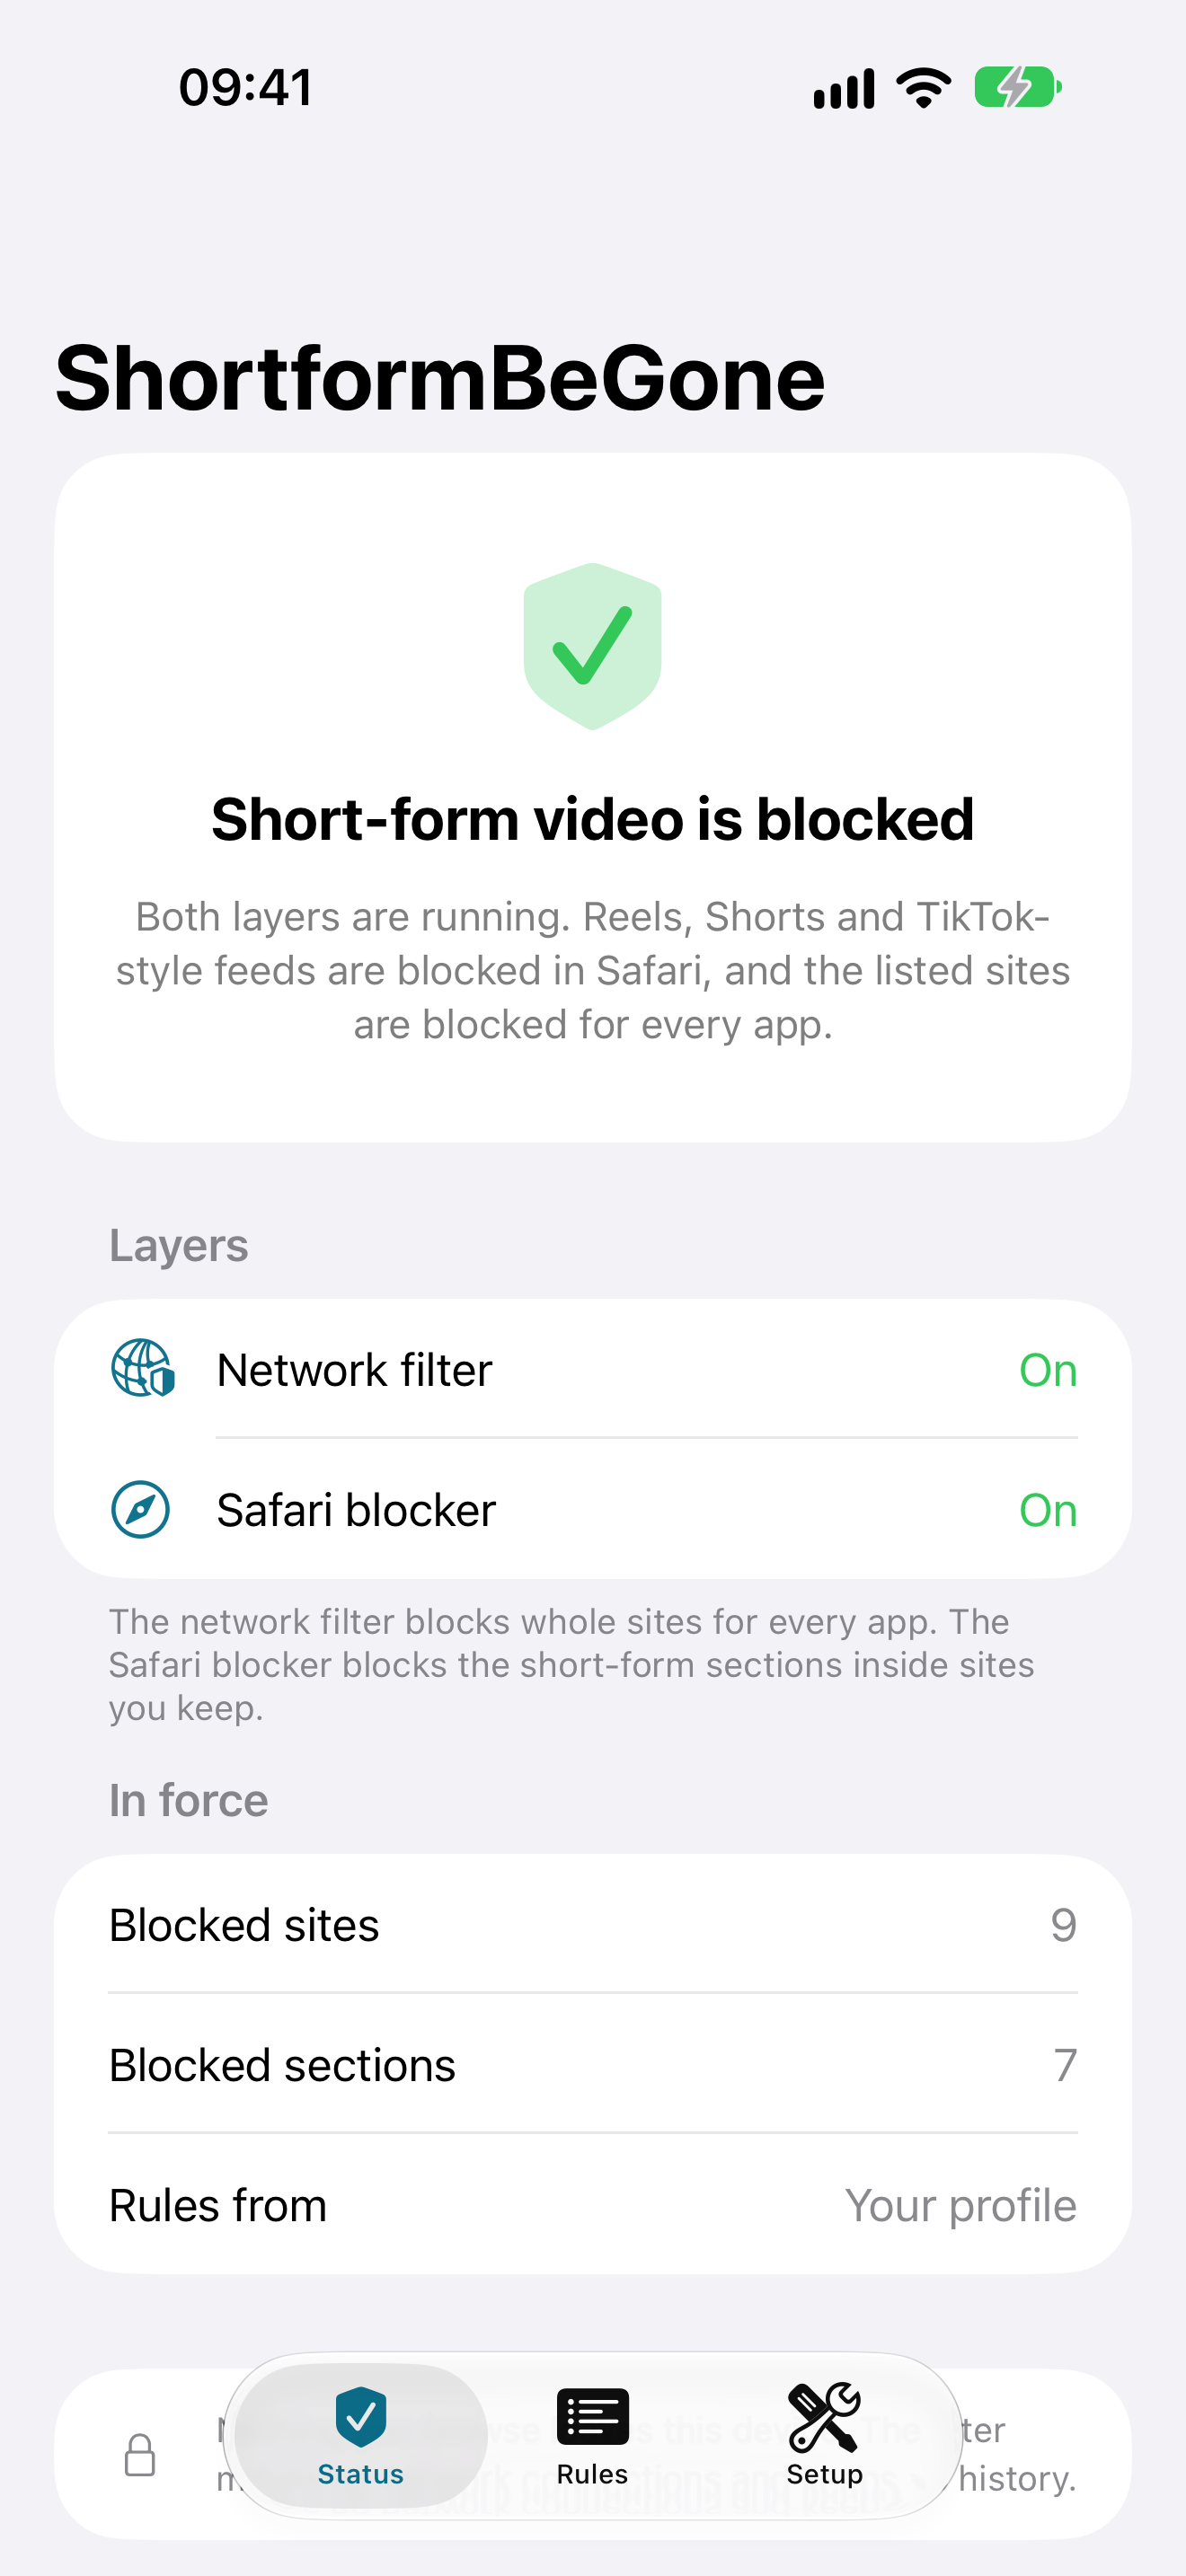 09:41
ShortformBeGone
Short-form video is blocked
Both layers are running. Reels, Shorts and TikTok-
style feeds are blocked in Safari, and the listed sites
are blocked for every app.
Layers
Network filter On
Safari blocker On
The network filter blocks whole sites for every app. The
Safari blocker blocks the short-form sections inside sites
you keep.
In force
Blocked sites 9
Blocked sections 7
Rules from Your profile
this
history.
Status Rules Setup